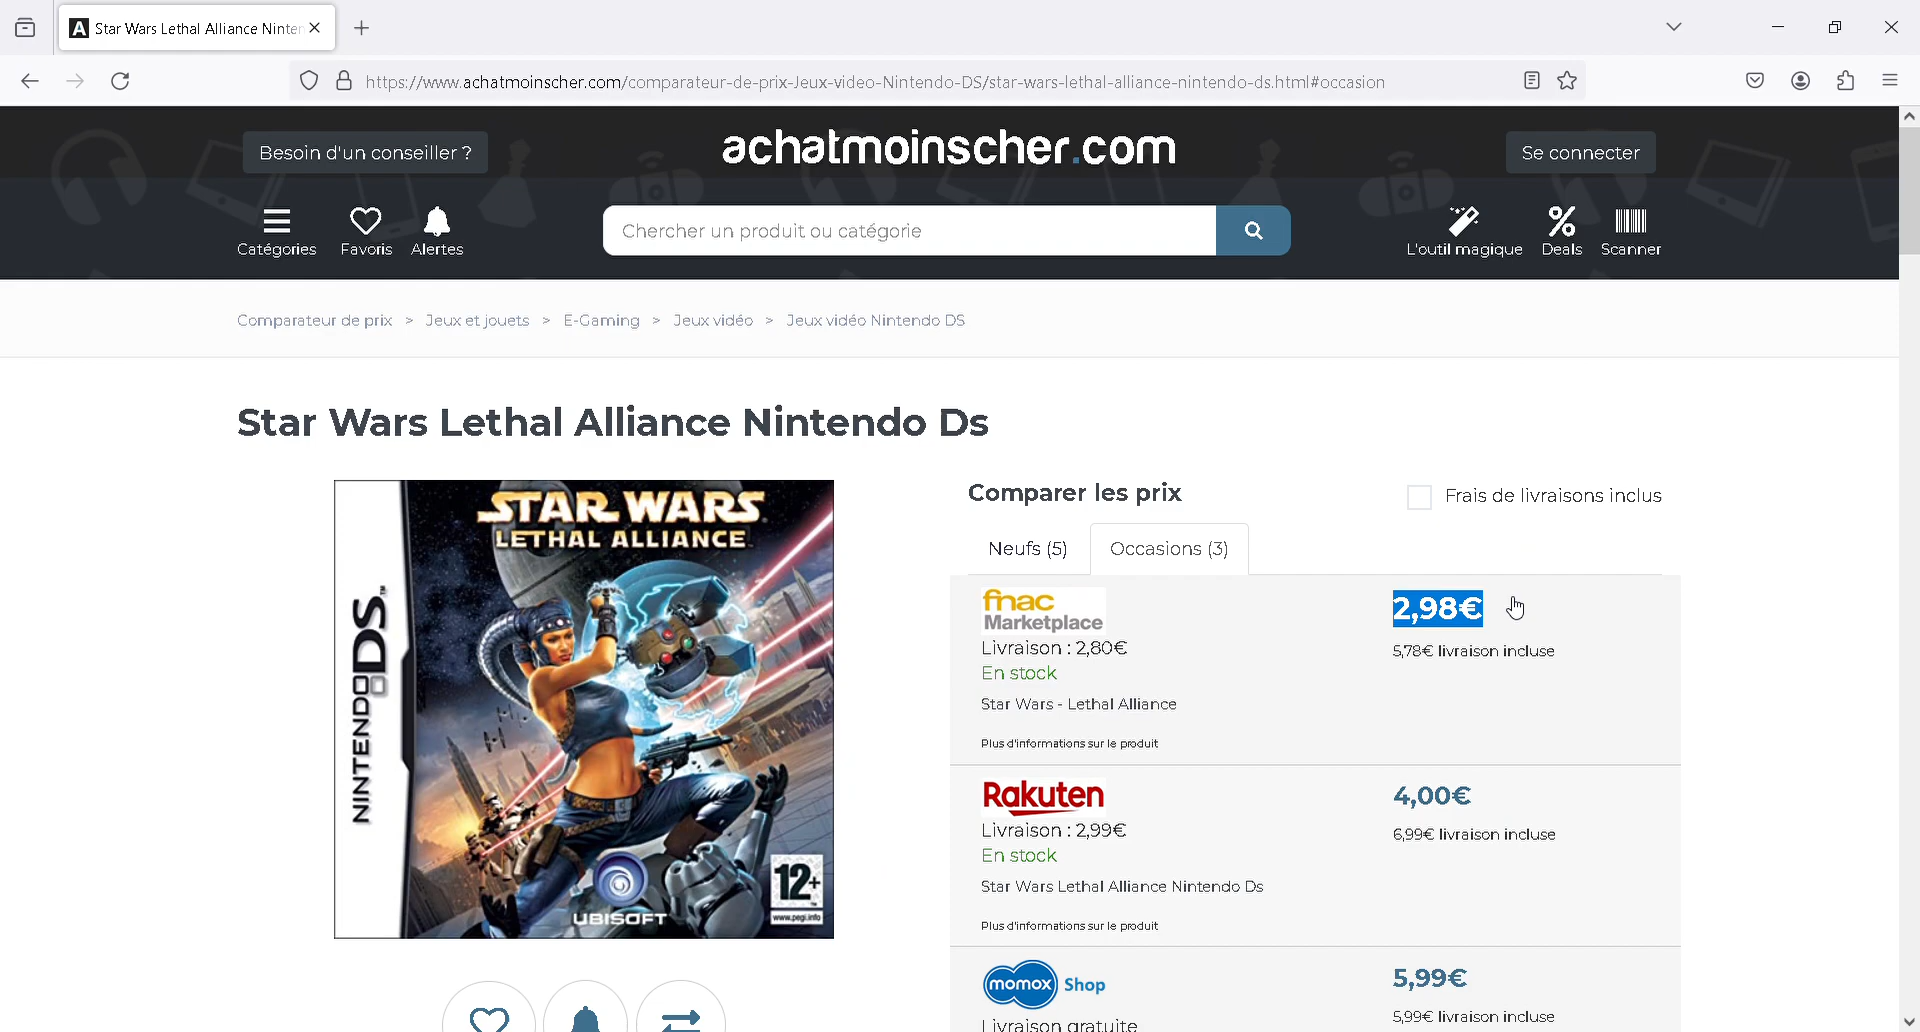 Star Wars Lethal Alliance Ninten
https://www.achatmoinscher.com/comparateur-de-prix-Jeux-video-Nintendo-DS/star-wars-lethal-alliance-nintendo-ds.html#occasion
Besoin d'un conseiller ?
achatmoinscher.com
Se connecter
Catégories
Favoris
Alertes
Chercher un produit ou catégorie
L'outil magique
Deals
Scanner
Comparateur de prix > Jeux et jouets > E-Gaming > Jeux vidéo > Jeux vidéo Nintendo DS
Star Wars Lethal Alliance Nintendo Ds
NINTENDODS™
STAR WARS
LETHAL ALLIANCE
12+
www.pegi.info
UBISOFT
Comparer les prix
Frais de livraisons inclus
Neufs (5)
Occasions (3)
fnac
Marketplace
2,98€
Livraison : 2,80€
5,78€ livraison incluse
En stock
Star Wars - Lethal Alliance
Plus d'informations sur le produit
Rakuten
4,00€
Livraison : 2,99€
6,99€ livraison incluse
En stock
Star Wars Lethal Alliance Nintendo Ds
Plus d'informations sur le produit
momox Shop
5,99€
Livraison gratuite
5,99€ livraison incluse